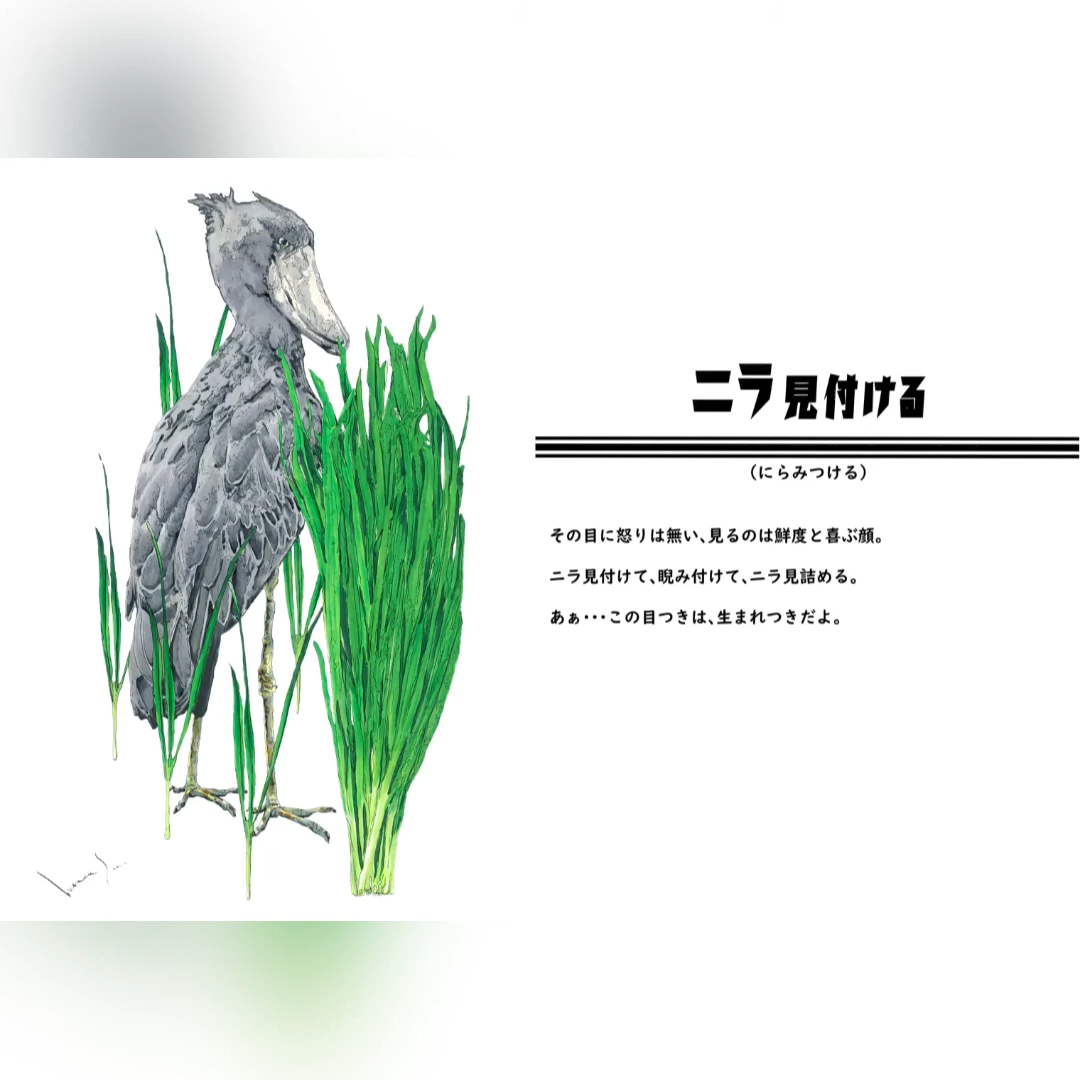 ニラ見付ける
（にらみつける）
その目に怒りは無い、見るのは鮮度と喜ぶ顔。
ニラ見付けて、睨み付けて、ニラ見詰める。
あぁ･･･この目つきは、生まれつきだよ。